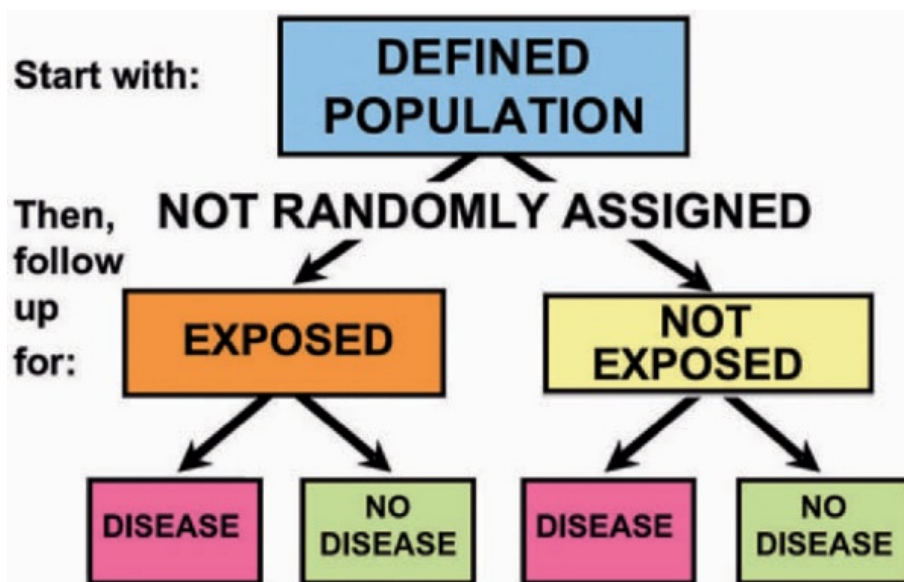 Start with:
DEFINED
POPULATION
Then,
follow
up
for:
NOT RANDOMLY ASSIGNED
EXPOSED
NOT
EXPOSED
DISEASE
NO
DISEASE
DISEASE
NO
DISEASE